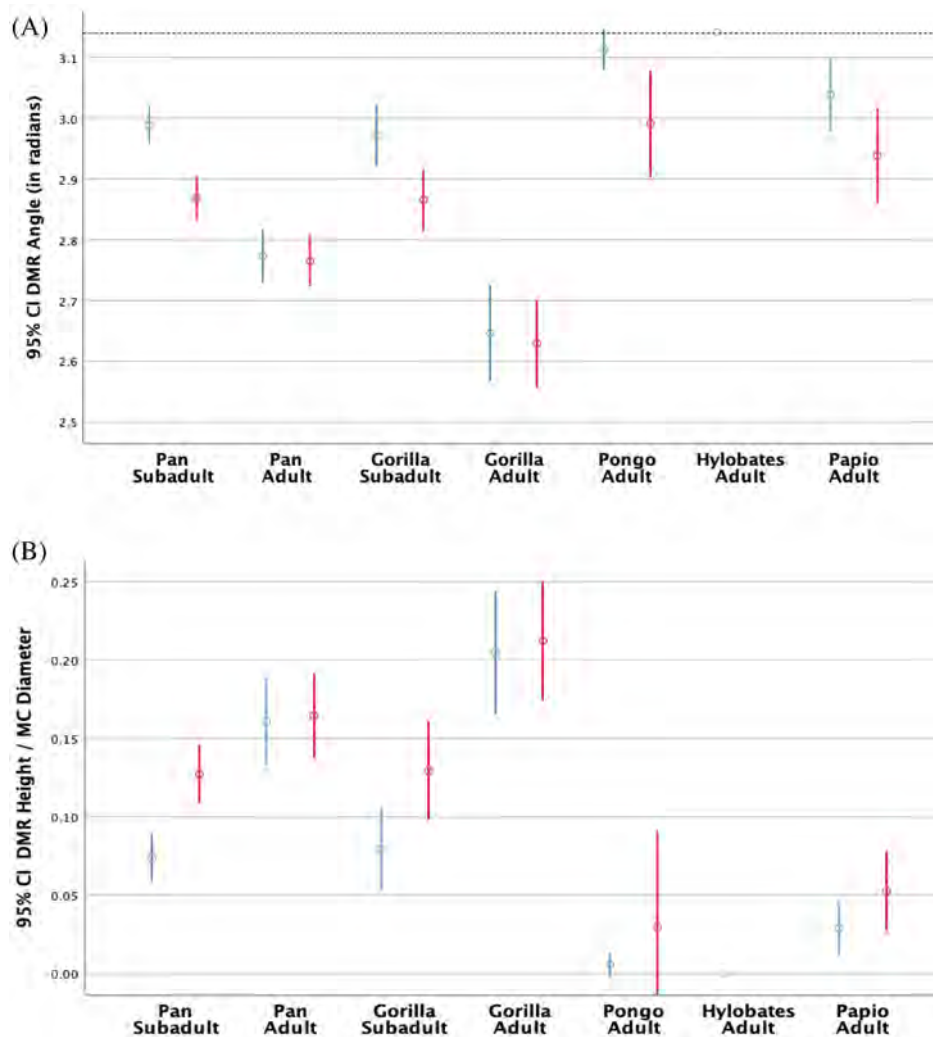 (A)
95% CI DMR Angle (in radians)
3.1
3.0
2.9
2.8
2.7
2.6
2.5
Pan Subadult
Pan Adult
Gorilla Subadult
Gorilla Adult
Pongo Adult
Hylobates Adult
Papio Adult
(B)
95% CI DMR Height / MC Diameter
0.25
0.20
0.15
0.10
0.05
0.00
Pan Subadult
Pan Adult
Gorilla Subadult
Gorilla Adult
Pongo Adult
Hylobates Adult
Papio Adult